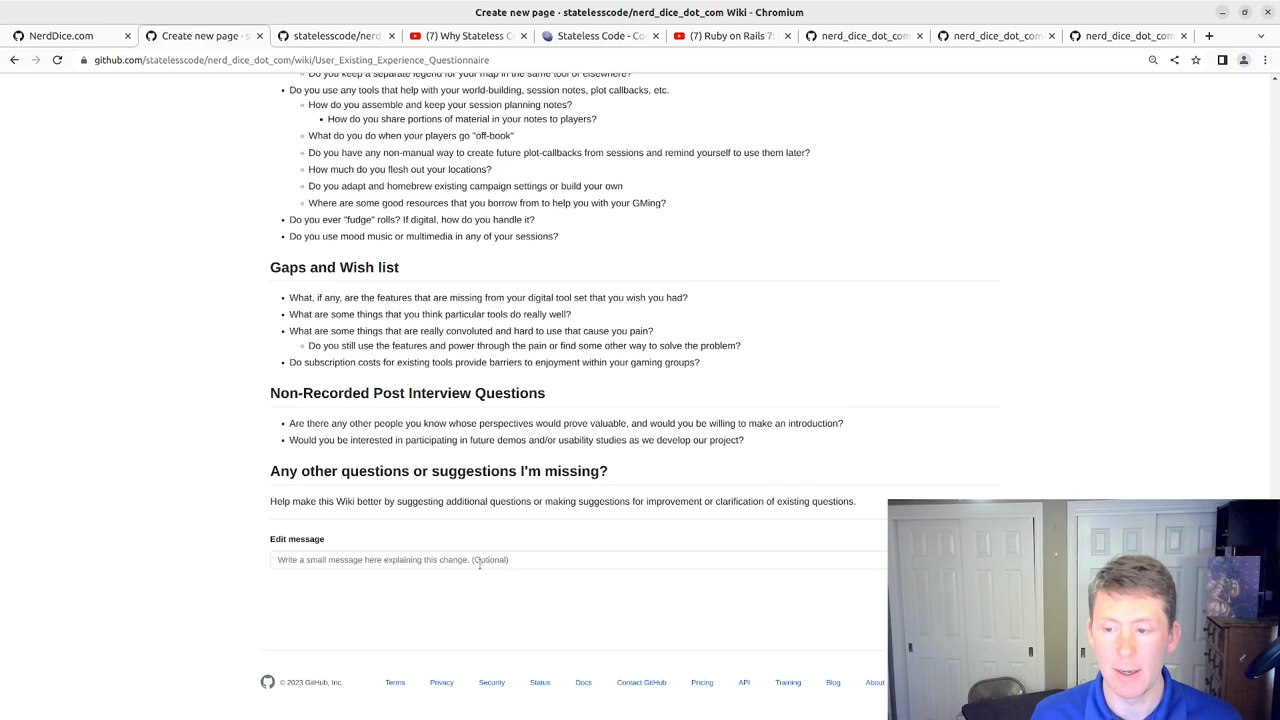 Create new page · statelesscode/nerd_dice_dot_com Wiki - Chromium
NerdDice.com
Create new page · s
statelesscode/nerd
(7) Why Stateless C
Stateless Code - Co
(7) Ruby on Rails 7:
nerd_dice_dot_com
nerd_dice_dot_com
nerd_dice_dot_com
github.com/statelesscode/nerd_dice_dot_com/wiki/User_Existing_Experience_Questionnaire
Do you keep a separate legend for your map in the same tool or elsewhere?
Do you use any tools that help with your world-building, session notes, plot callbacks, etc.
How do you assemble and keep your session planning notes?
How do you share portions of material in your notes to players?
What do you do when your players go "off-book"
Do you have any non-manual way to create future plot-callbacks from sessions and remind yourself to use them later?
How much do you flesh out your locations?
Do you adapt and homebrew existing campaign settings or build your own
Where are some good resources that you borrow from to help you with your GMing?
Do you ever "fudge" rolls? If digital, how do you handle it?
Do you use mood music or multimedia in any of your sessions?
Gaps and Wish list
What, if any, are the features that are missing from your digital tool set that you wish you had?
What are some things that you think particular tools do really well?
What are some things that are really convoluted and hard to use that cause you pain?
Do you still use the features and power through the pain or find some other way to solve the problem?
Do subscription costs for existing tools provide barriers to enjoyment within your gaming groups?
Non-Recorded Post Interview Questions
Are there any other people you know whose perspectives would prove valuable, and would you be willing to make an introduction?
Would you be interested in participating in future demos and/or usability studies as we develop our project?
Any other questions or suggestions I'm missing?
Help make this Wiki better by suggesting additional questions or making suggestions for improvement or clarification of existing questions.
Edit message
Write a small message here explaining this change. (Optional)
© 2023 GitHub, Inc.
Terms
Privacy
Security
Status
Docs
Contact GitHub
Pricing
API
Training
Blog
About